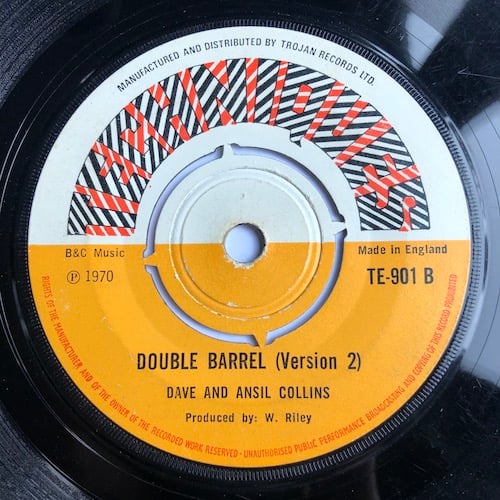 MANUFACTURED AND DISTRIBUTED BY TROJAN RECORDS LTD.
TECHNIQUES
B&C Music
Made in England
℗ 1970
TE-901 B
DOUBLE BARREL (Version 2)
DAVE AND ANSIL COLLINS
Produced by: W. Riley
RIGHTS OF THE MANUFACTURER AND OF THE OWNER OF THE RECORDED WORK RESERVED - UNAUTHORISED PUBLIC PERFORMANCE BROADCASTING AND COPYING OF THIS RECORD PROHIBITED